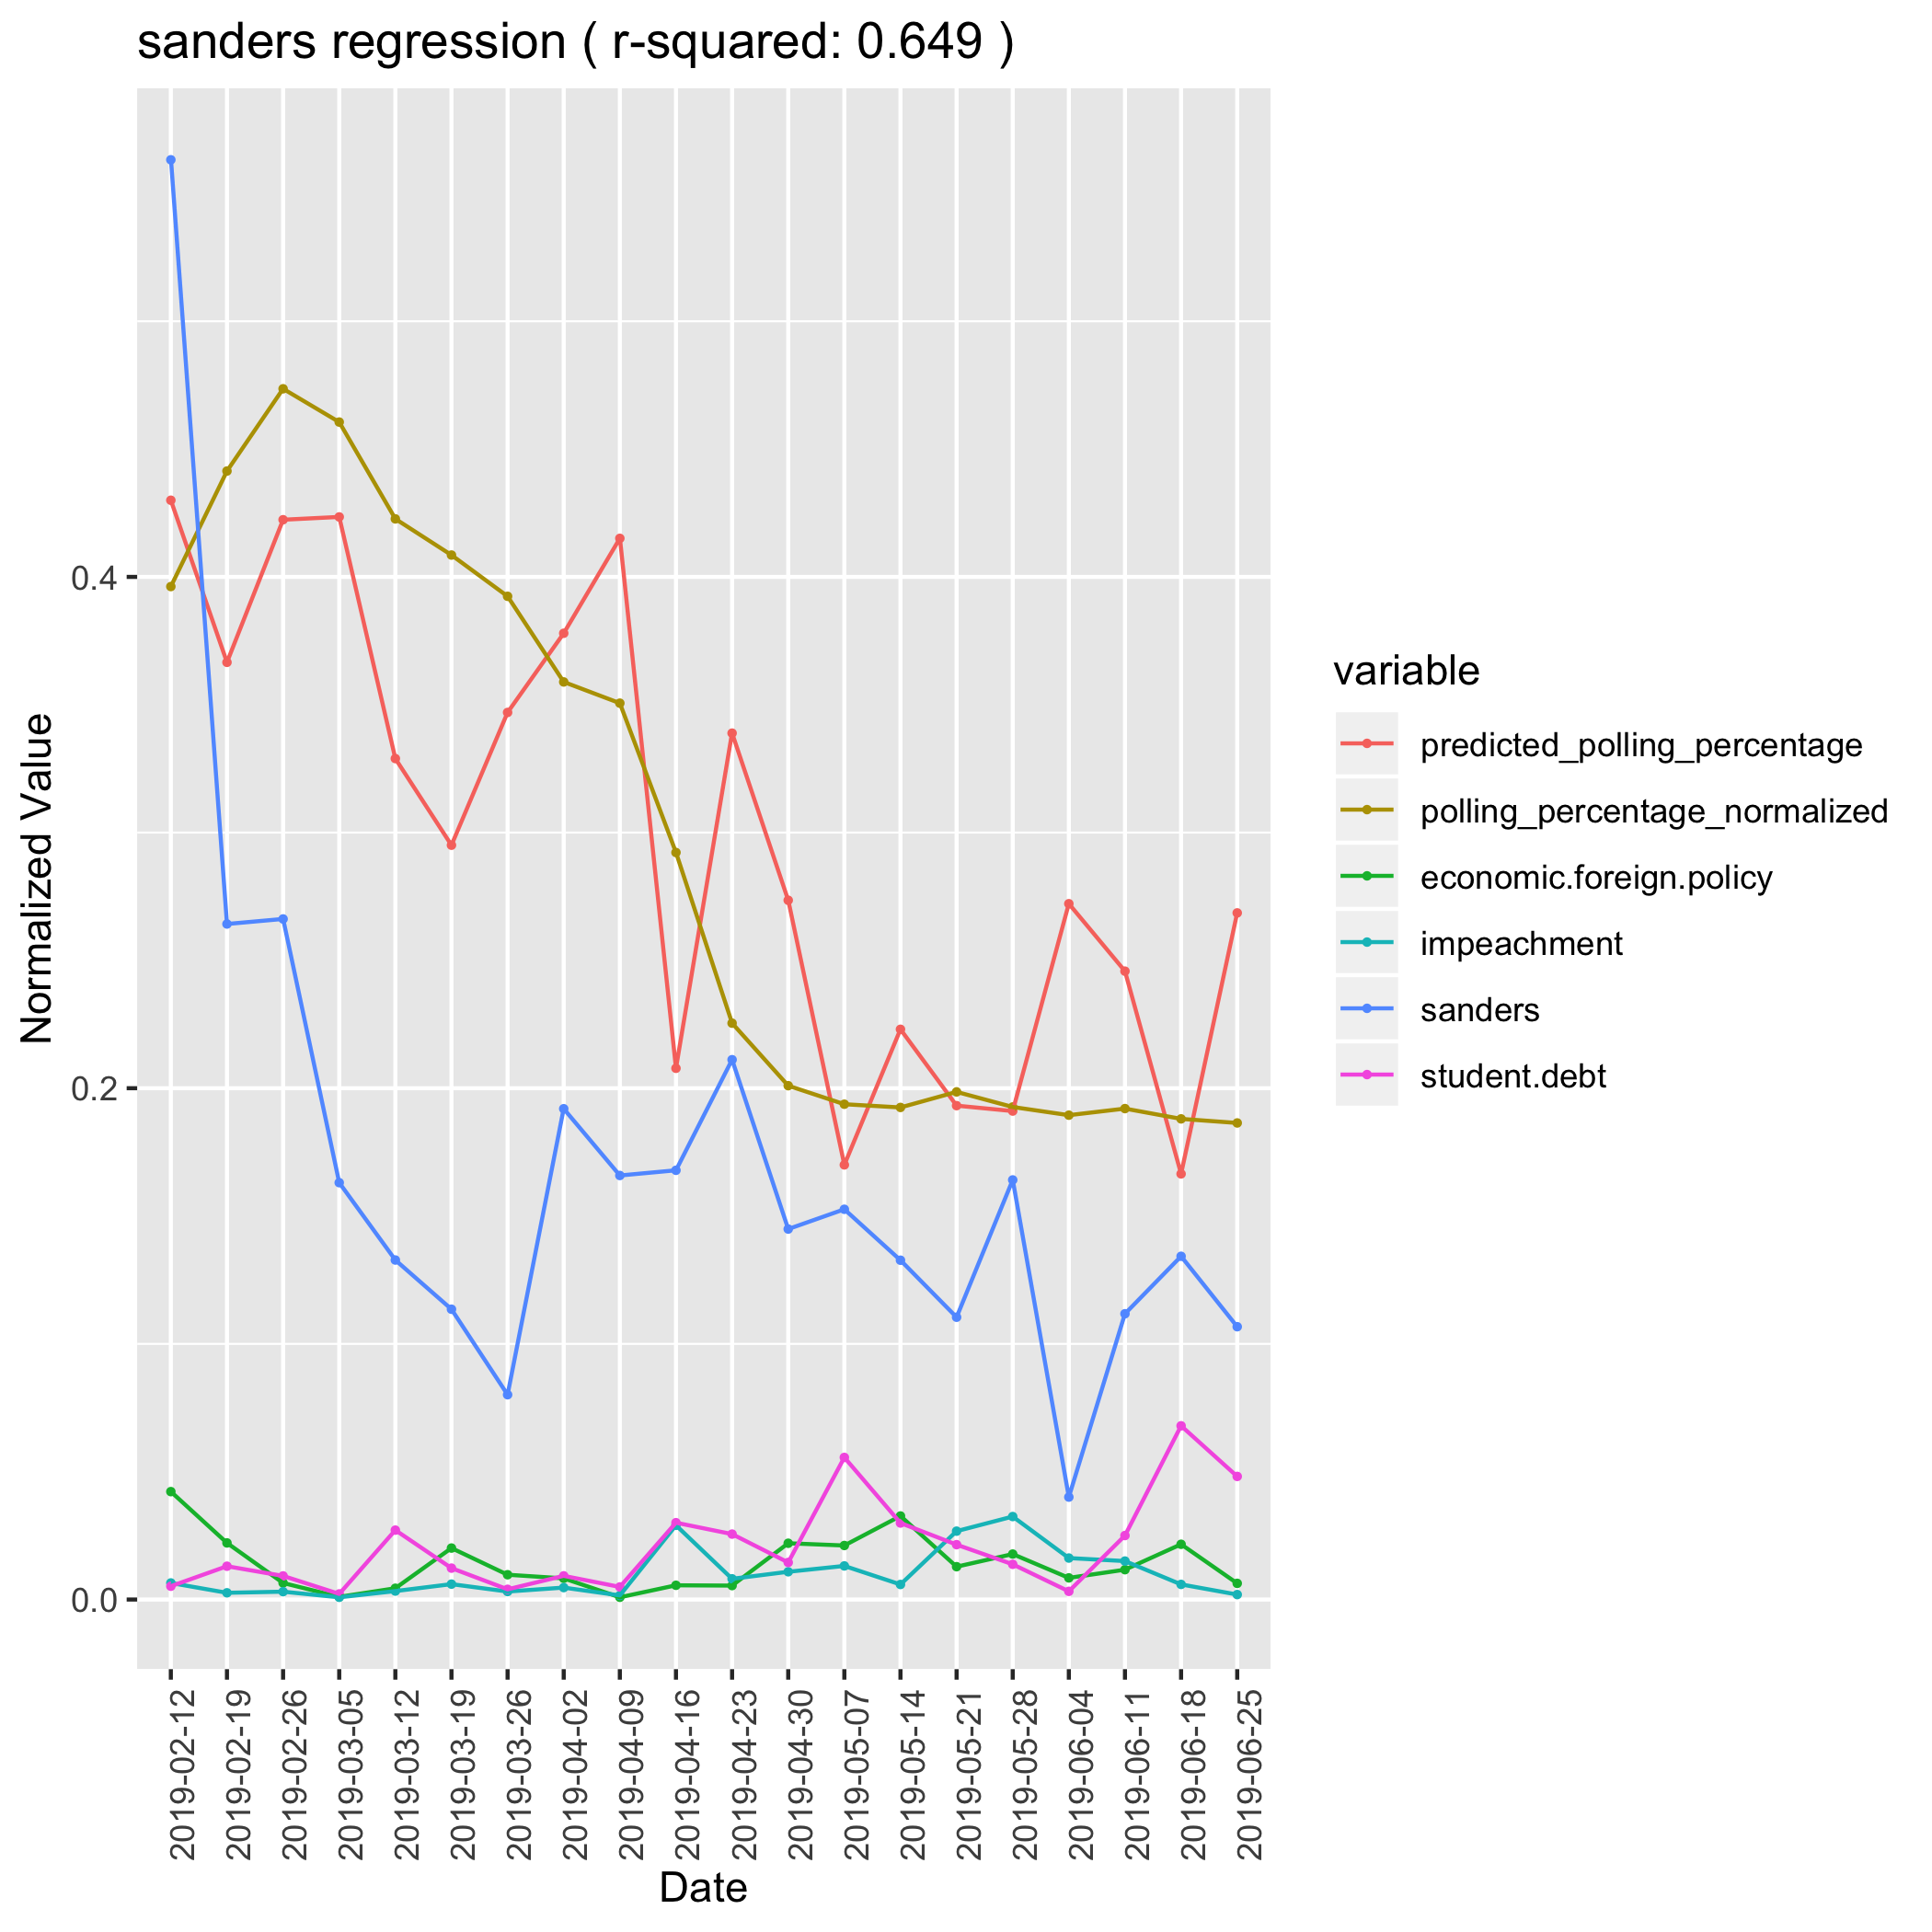 sanders regression ( r-squared: 0.649 )
Normalized Value
0.4
0.2
0.0
2019-02-12
2019-02-19
2019-02-26
2019-03-05
2019-03-12
2019-03-19
2019-03-26
2019-04-02
2019-04-09
2019-04-16
2019-04-23
2019-04-30
2019-05-07
2019-05-14
2019-05-21
2019-05-28
2019-06-04
2019-06-11
2019-06-18
2019-06-25
Date
variable
predicted_polling_percentage
polling_percentage_normalized
economic.foreign.policy
impeachment
sanders
student.debt